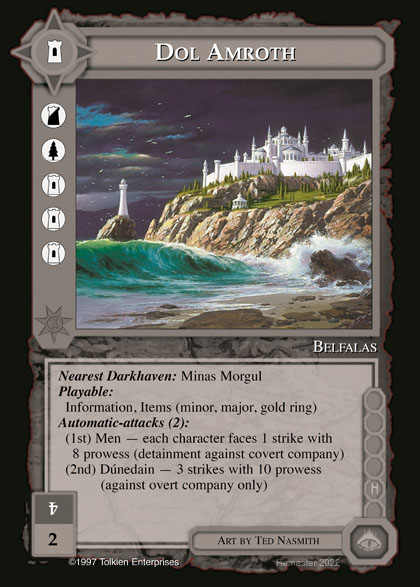 DOL AMROTH
BELFALAS
Nearest Darkhaven: Minas Morgul
Playable:
Information, Items (minor, major, gold ring)
Automatic-attacks (2):
(1st) Men — each character faces 1 strike with
8 prowess (detainment against covert company)
(2nd) Dúnedain — 3 strikes with 10 prowess
(against overt company only)
H
2
ART BY TED NASMITH
©1997 Tolkien Enterprises
Remaster 2022